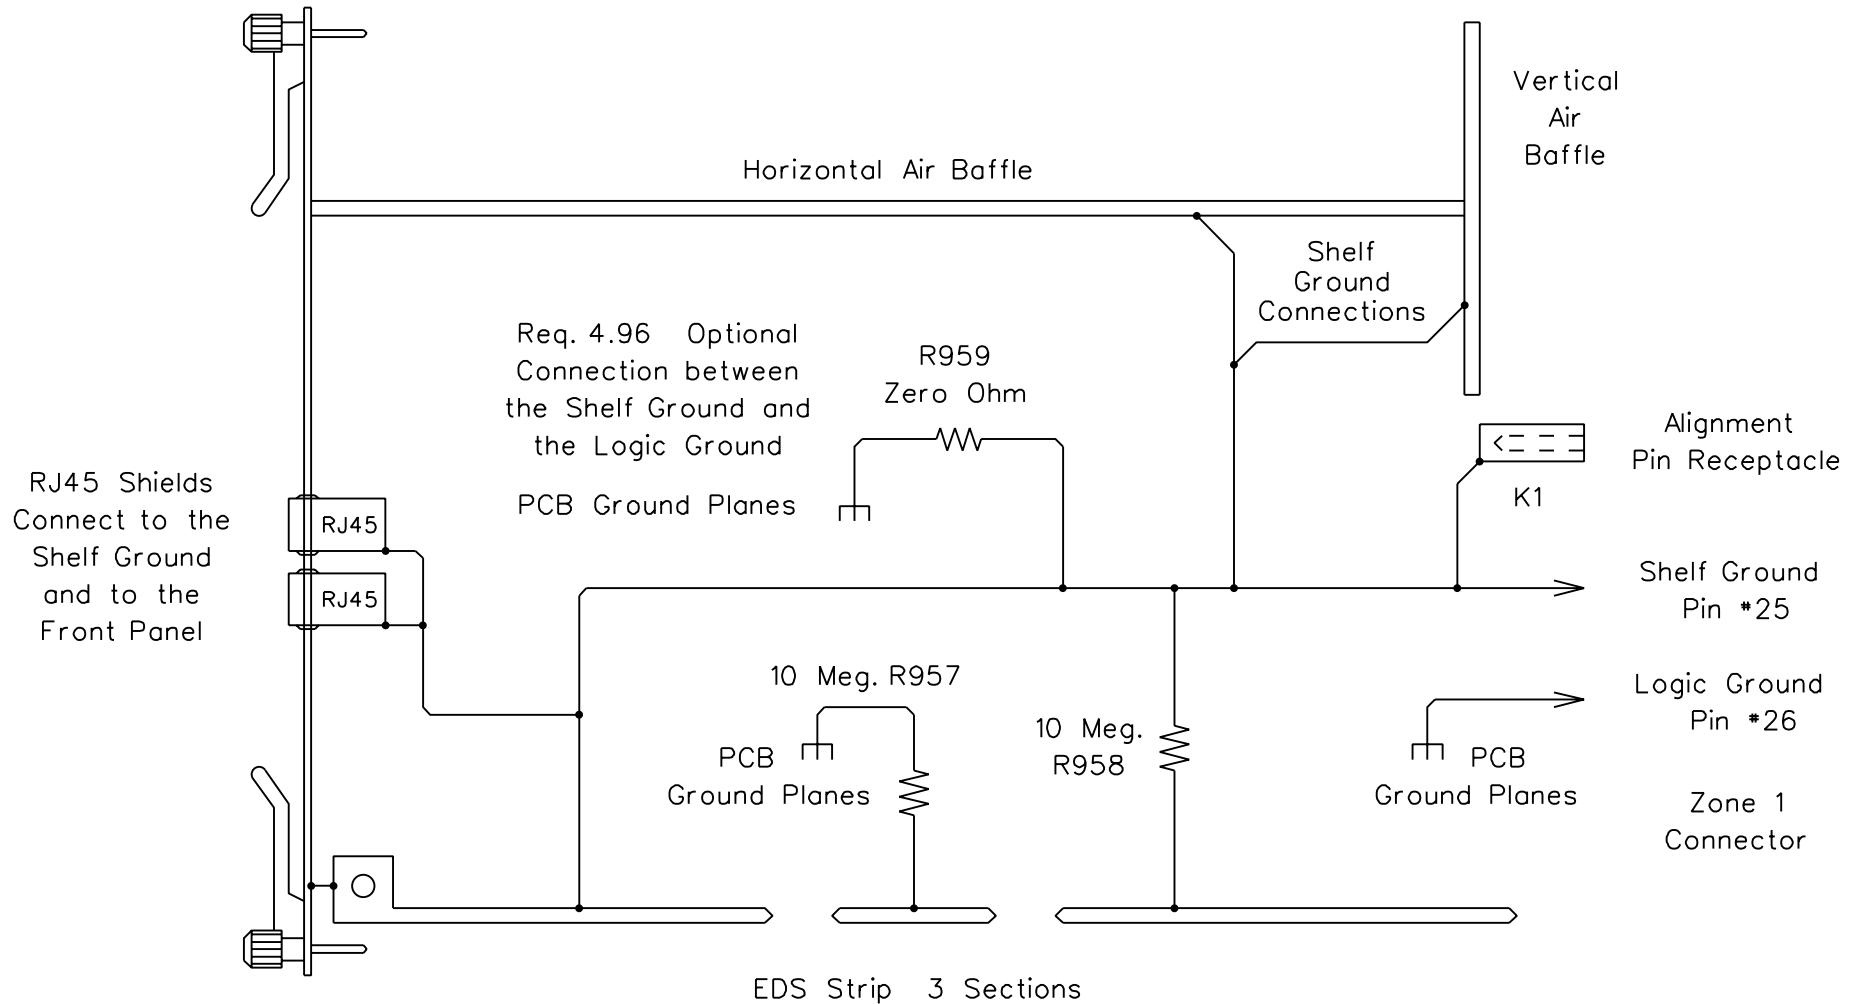 Vertical
Air
Baffle
Horizontal Air Baffle
Shelf
Ground
Connections
Req. 4.96 Optional
Connection between
the Shelf Ground and
the Logic Ground
R959
Zero Ohm
PCB Ground Planes
Alignment
Pin Receptacle
K1
RJ45 Shields
Connect to the
Shelf Ground
and to the
Front Panel
RJ45
RJ45
Shelf Ground
Pin #25
10 Meg. R957
PCB
Ground Planes
10 Meg.
R958
Logic Ground
Pin #26
PCB
Ground Planes
Zone 1
Connector
EDS Strip 3 Sections